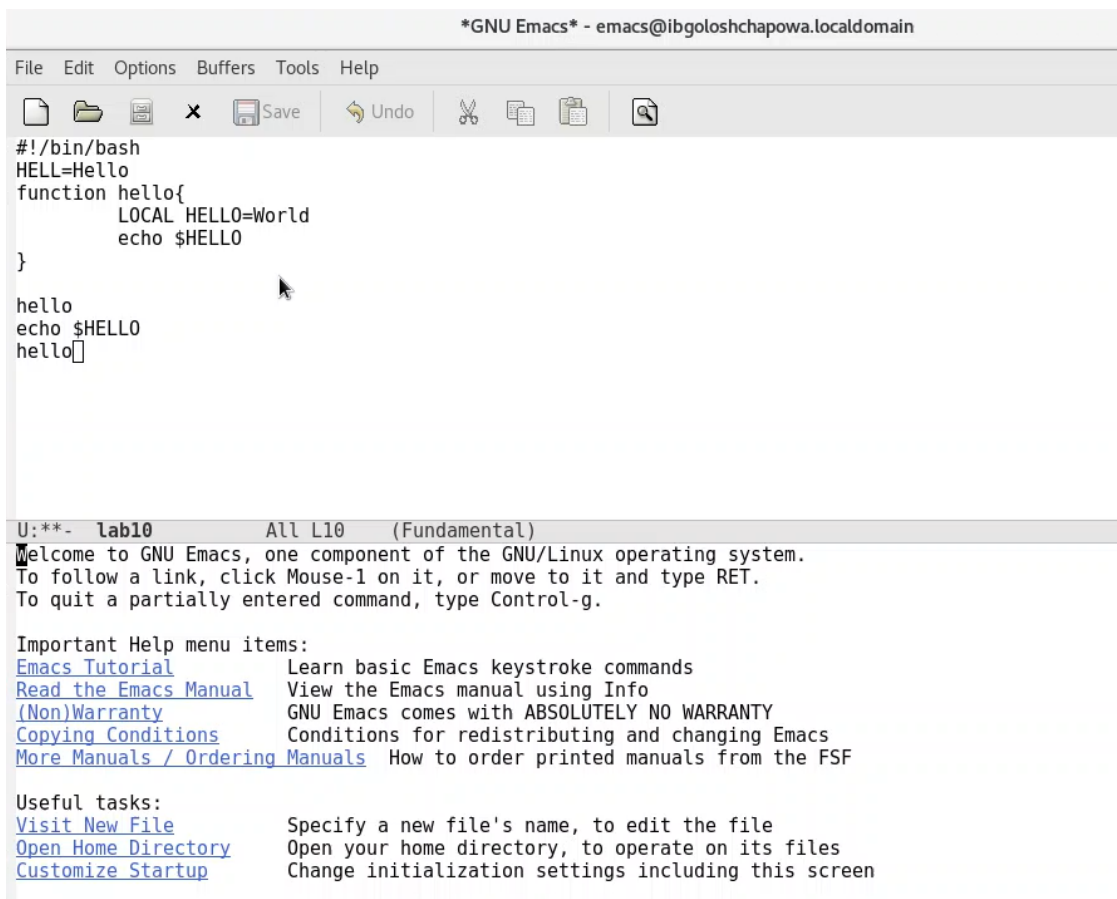 *GNU Emacs* - emacs@ibgoloshchapowa.localdomain
File Edit Options Buffers Tools Help
Save Undo
#!/bin/bash
HELL=Hello
function hello{
         LOCAL HELLO=World
         echo $HELLO
}
hello
echo $HELLO
hello
U:**-  lab10          All L10    (Fundamental)
Welcome to GNU Emacs, one component of the GNU/Linux operating system.
To follow a link, click Mouse-1 on it, or move to it and type RET.
To quit a partially entered command, type Control-g.
Important Help menu items:
Emacs Tutorial          Learn basic Emacs keystroke commands
Read the Emacs Manual   View the Emacs manual using Info
(Non)Warranty           GNU Emacs comes with ABSOLUTELY NO WARRANTY
Copying Conditions      Conditions for redistributing and changing Emacs
More Manuals / Ordering Manuals  How to order printed manuals from the FSF
Useful tasks:
Visit New File          Specify a new file's name, to edit the file
Open Home Directory     Open your home directory, to operate on its files
Customize Startup       Change initialization settings including this screen